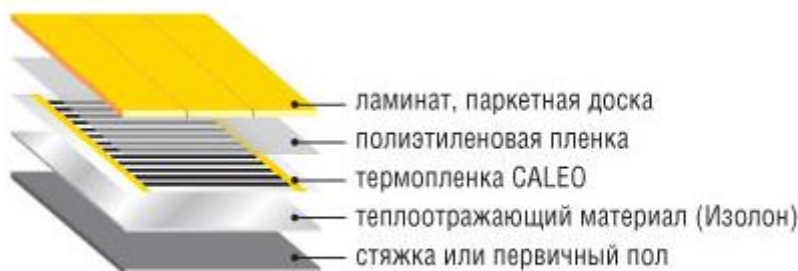 ламинат, паркетная доска
полиэтиленовая пленка
термопленка CALEO
теплоотражающий материал (Изолон)
стяжка или первичный пол